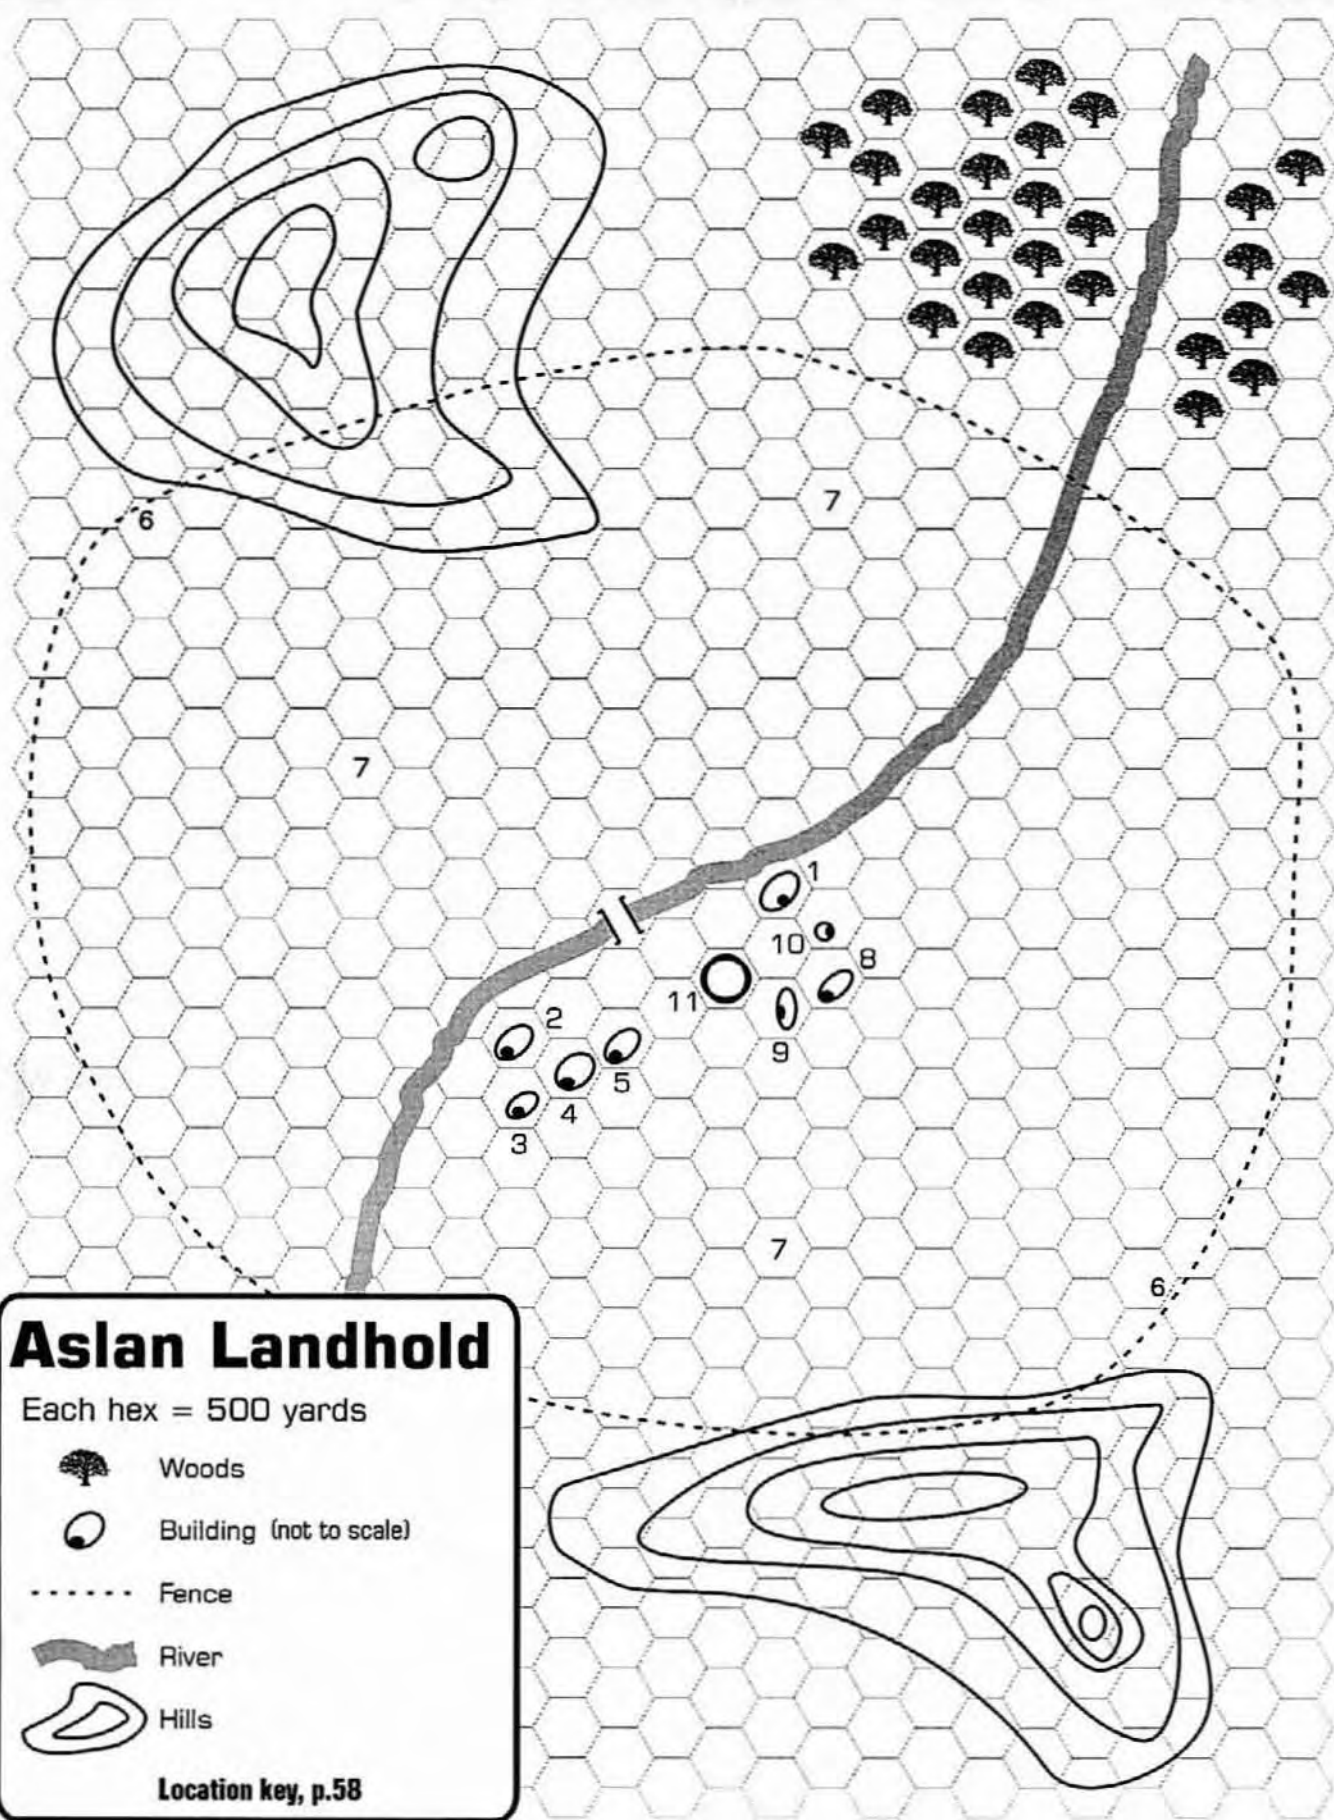 7
6
7
1
10
8
11
2
9
5
4
3
7
6
Aslan Landhold
Each hex = 500 yards
Woods
Building (not to scale)
Fence
River
Hills
Location key, p.58